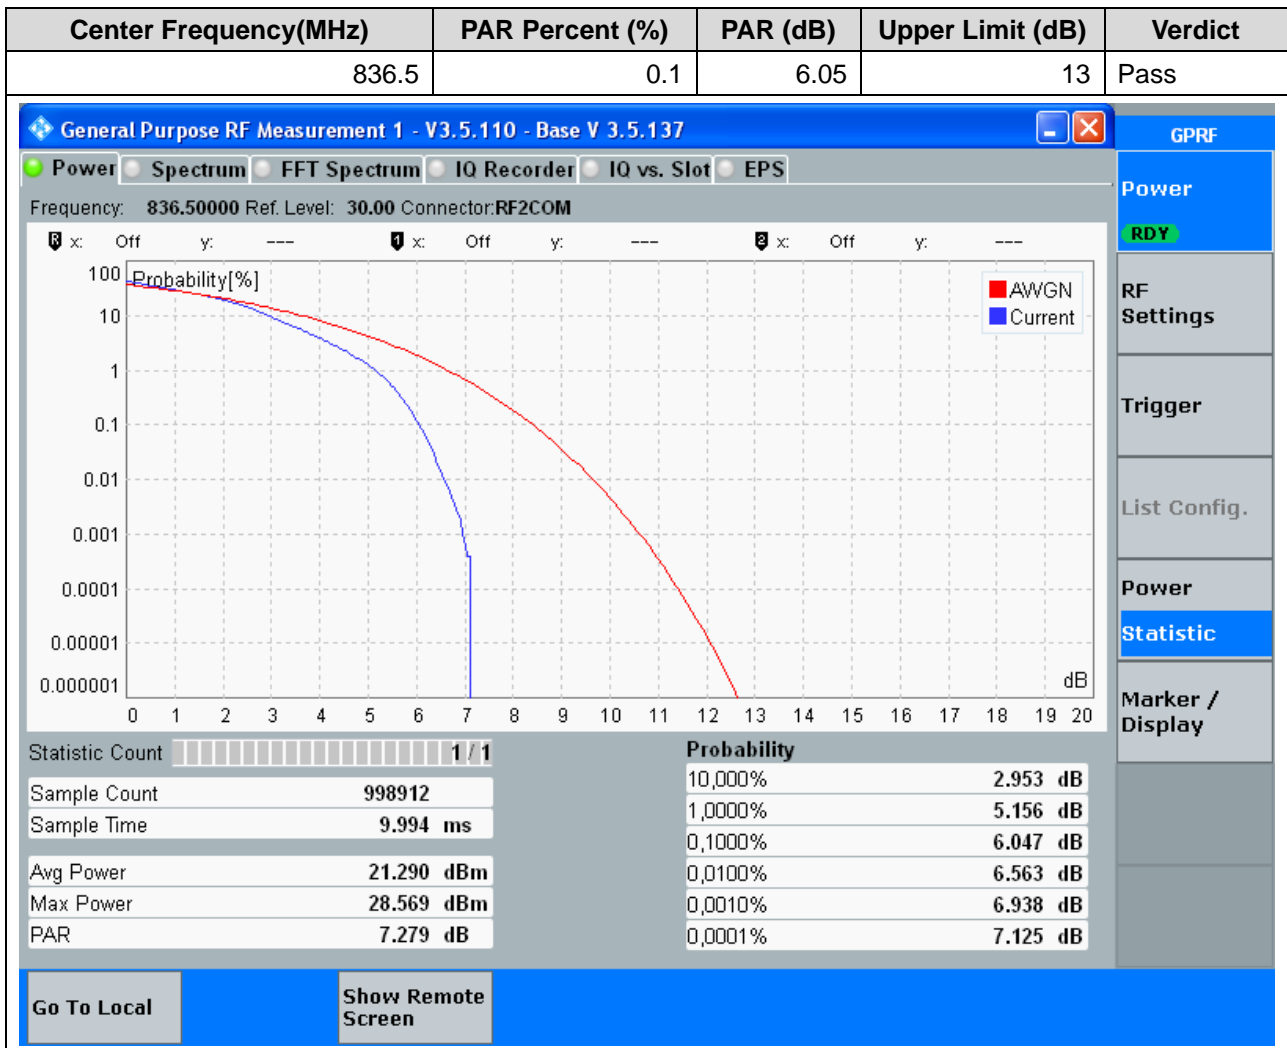 Center Frequency(MHz) PAR Percent (%) PAR (dB) Upper Limit (dB) Verdict
836.5 0.1 6.05 13 Pass
General Purpose RF Measurement 1 - V3.5.110 - Base V 3.5.137
GPRF
Power Spectrum FFT Spectrum IQ Recorder IQ vs. Slot EPS
Power
RDY
Frequency: 836.50000 Ref. Level: 30.00 Connector:RF2COM
R x: Off y: --- 1 x: Off y: --- 2 x: Off y: ---
Probability[%]
AWGN
Current
100
10
1
0.1
0.01
0.001
0.0001
0.00001
0.000001
dB
0 1 2 3 4 5 6 7 8 9 10 11 12 13 14 15 16 17 18 19 20
RF
Settings
Trigger
List Config.
Power
Statistic
Marker /
Display
Statistic Count 1 / 1
Sample Count 998912
Sample Time 9.994 ms
Avg Power 21.290 dBm
Max Power 28.569 dBm
PAR 7.279 dB
Probability
10,000% 2.953 dB
1,0000% 5.156 dB
0,1000% 6.047 dB
0,0100% 6.563 dB
0,0010% 6.938 dB
0,0001% 7.125 dB
Go To Local
Show Remote
Screen